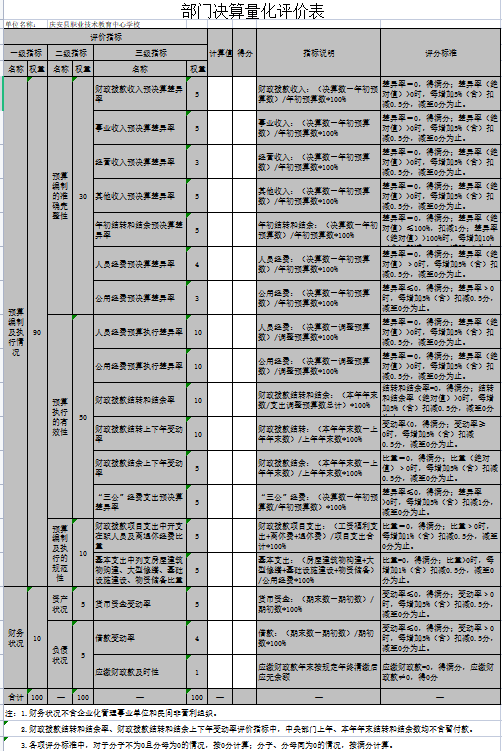 部门决算量化评价表
单位名称： 庆安县职业技术教育中心学校
评价指标 计算值 得分 指标说明 评分标准
一级指标 二级指标 三级指标
名称 权重 名称 权重 名称 权重
预算编制及执行情况 90 预算编制的准确完整性 30
财政拨款收入预决算差异率 5 财政拨款收入：（决算数-年初预算数）/年初预算数*100% 差异率=0，得满分；差异率（绝对值）>0时，每增加5%（含）扣减0.5分，减至0分为止。
事业收入预决算差异率 5 事业收入：（决算数-年初预算数）/年初预算数*100% 差异率=0，得满分；差异率（绝对值）>0时，每增加5%（含）扣减0.5分，减至0分为止。
经营收入预决算差异率 3 经营收入：（决算数-年初预算数）/年初预算数*100% 差异率=0，得满分；差异率（绝对值）>0时，每增加5%（含）扣减0.5分，减至0分为止。
其他收入预决算差异率 5 其他收入：（决算数-年初预算数）/年初预算数*100% 差异率=0，得满分；差异率（绝对值）>0时，每增加5%（含）扣减0.5分，减至0分为止。
年初结转和结余预决算差异率 5 年初结转和结余：（决算数-年初预算数）/年初预算数*100% 差异率=0，得满分；差异率（绝对值）≤100%，扣减1分；差异率（绝对值）>100%时，每增加10%
人员经费预决算差异率 4 人员经费：（决算数-年初预算数）/年初预算数*100% 差异率=0，得满分；差异率（绝对值）>0时，每增加5%（含）扣减0.5分，减至0分为止。
公用经费预决算差异率 3 公用经费：（决算数-年初预算数）/年初预算数*100% 差异率≤0，得满分；差异率>0时，每增加5%（含）扣减0.5分，减至0分为止。
预算执行的有效性 50
人员经费预算执行差异率 10 人员经费：（决算数-调整预算数）/调整预算数*100% 差异率=0，得满分；差异率（绝对值）>0时，每增加5%（含）扣减0.5分，减至0分为止。
公用经费预算执行差异率 10 公用经费：（决算数-调整预算数）/调整预算数*100% 差异率=0，得满分；差异率（绝对值）>0时，每增加5%（含）扣减0.5分，减至0分为止。
财政拨款结转和结余率 10 财政拨款结转和结余：（本年年末数/支出调整预算数总计）*100% 结转和结余率=0，得满分；结转和结余率（绝对值）>0时，每增加5%（含）扣减0.5分，减至0分
财政拨款结转上下年变动率 10 财政拨款结转：（本年年末数-上年年末数）/上年年末数*100% 变动率<0，得满分；变动率≥0时，每增加5%（含）扣减0.5分，减至0分为止。
财政拨款结余上下年变动率 5 财政拨款结余：（本年年末数-上年年末数）/上年年末数*100% 比重=0，得满分；比重（绝对值）>0时，每增加5%（含）扣减0.5分，减至0分为止。
“三公”经费支出预决算差异率 5 “三公”经费：（决算数-年初预算数/年初预算数）*100% 差异率≤0，得满分；差异率>0时，每增加5%（含）扣减1分，减至0分为止。
预算编制及执行的规范性 10
财政拨款项目支出中开支在职人员及离退休经费比重 5 财政拨款项目支出：（工资福利支出+离休费+退休费）/项目支出合计*100% 比重=0，得满分；比重>0时，每增加1%（含）扣减0.5分，减至0分为止。
基本支出中列支房屋建筑物构建、大型修缮、基础设施建设、物资储备比重 5 基本支出：（房屋建筑物构建+大型修缮+基础设施建设+物资储备）/公用经费*100% 比重=0，得满分；比重>0时，每增加1%（含）扣减0.5分，减至0分为止。
财务状况 10 资产状况 5 货币资金变动率 5 货币资金：（期末数-期初数）/期初数*100% 变动率≤0，得满分；变动率>0时，每增加5%（含）扣减0.5分，减至0分为止。
负债状况 5 借款变动率 4 借款：（期末数-期初数）/期初数*100% 变动率≤0，得满分；变动率>0时，每增加5%（含）扣减0.5分，减至0分为止。
应缴财政款及时性 1 应缴财政款年末按规定年终清缴后应无余额 应缴财政款=0，得满分，应缴财政款≠0，得0分
合计 100 — 100 — 100 — —
注：1. 财务状况不含企业化管理事业单位和民间非营利组织。
2. 财政拨款结转和结余率、财政拨款结转和结余上下年变动率评价指标中，中央部门上年、本年年末结转和结余数均不含暂付款。
3. 各项评分标准中，对于分子不为0且分母为0的情况，按0分计算；分子、分母同为0的情况，按满分计算。